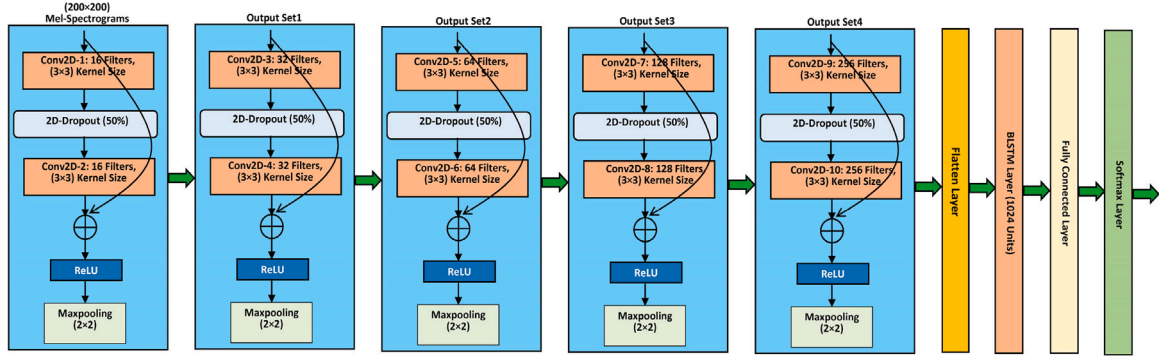 (200×200)
Mel-Spectrograms
Conv2D-1: 16 Filters,
(3×3) Kernel Size
2D-Dropout (50%)
Conv2D-2: 16 Filters,
(3×3) Kernel Size
ReLU
Maxpooling
(2×2)
Output Set1
Conv2D-3: 32 Filters,
(3×3) Kernel Size
2D-Dropout (50%)
Conv2D-4: 32 Filters,
(3×3) Kernel Size
ReLU
Maxpooling
(2×2)
Output Set2
Conv2D-5: 64 Filters,
(3×3) Kernel Size
2D-Dropout (50%)
Conv2D-6: 64 Filters,
(3×3) Kernel Size
ReLU
Maxpooling
(2×2)
Output Set3
Conv2D-7: 128 Filters,
(3×3) Kernel Size
2D-Dropout (50%)
Conv2D-8: 128 Filters,
(3×3) Kernel Size
ReLU
Maxpooling
(2×2)
Output Set4
Conv2D-9: 256 Filters,
(3×3) Kernel Size
2D-Dropout (50%)
Conv2D-10: 256 Filters,
(3×3) Kernel Size
ReLU
Maxpooling
(2×2)
Flatten Layer
BLSTM Layer (1024 Units)
Fully Connected Layer
Softmax Layer